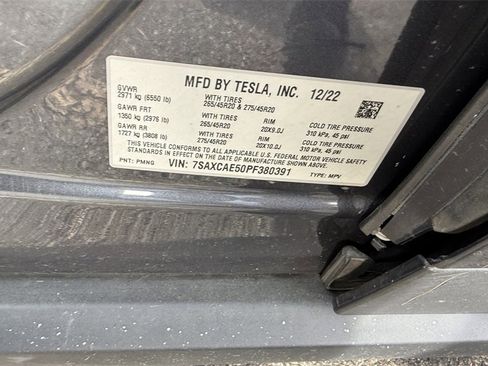 MFD BY TESLA, INC. 12/22
GVWR
2971 kg (6550 lb)
WITH TIRES
265/45R20 & 275/45R20
GAWR FRT
1350 kg (2976 lb)
WITH TIRES
265/45R20
RIM
20X9.0J
COLD TIRE PRESSURE
310 kPa, 45 psi
GAWR RR
1727 kg (3808 lb)
WITH TIRES
275/45R20
RIM
20X10.0J
COLD TIRE PRESSURE
310 kPa, 45 psi
THIS VEHICLE CONFORMS TO ALL APPLICABLE U.S. FEDERAL MOTOR VEHICLE SAFETY
STANDARDS IN EFFECT ON THE DATE OF MANUFACTURE SHOWN ABOVE.
PNT: PMNG VIN: 7SAXCAE50PF380391 TYPE: MPV